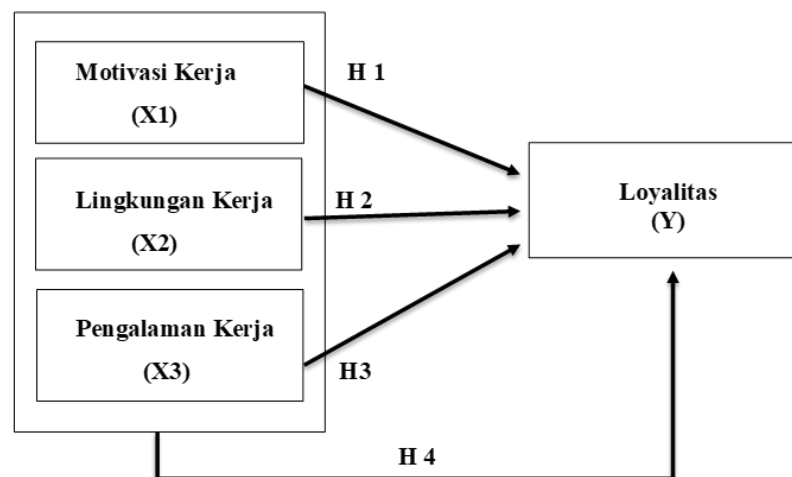 Motivasi Kerja
(X1)
H 1
Lingkungan Kerja
(X2)
H 2
Pengalaman Kerja
(X3)
H3
Loyalitas
(Y)
H 4